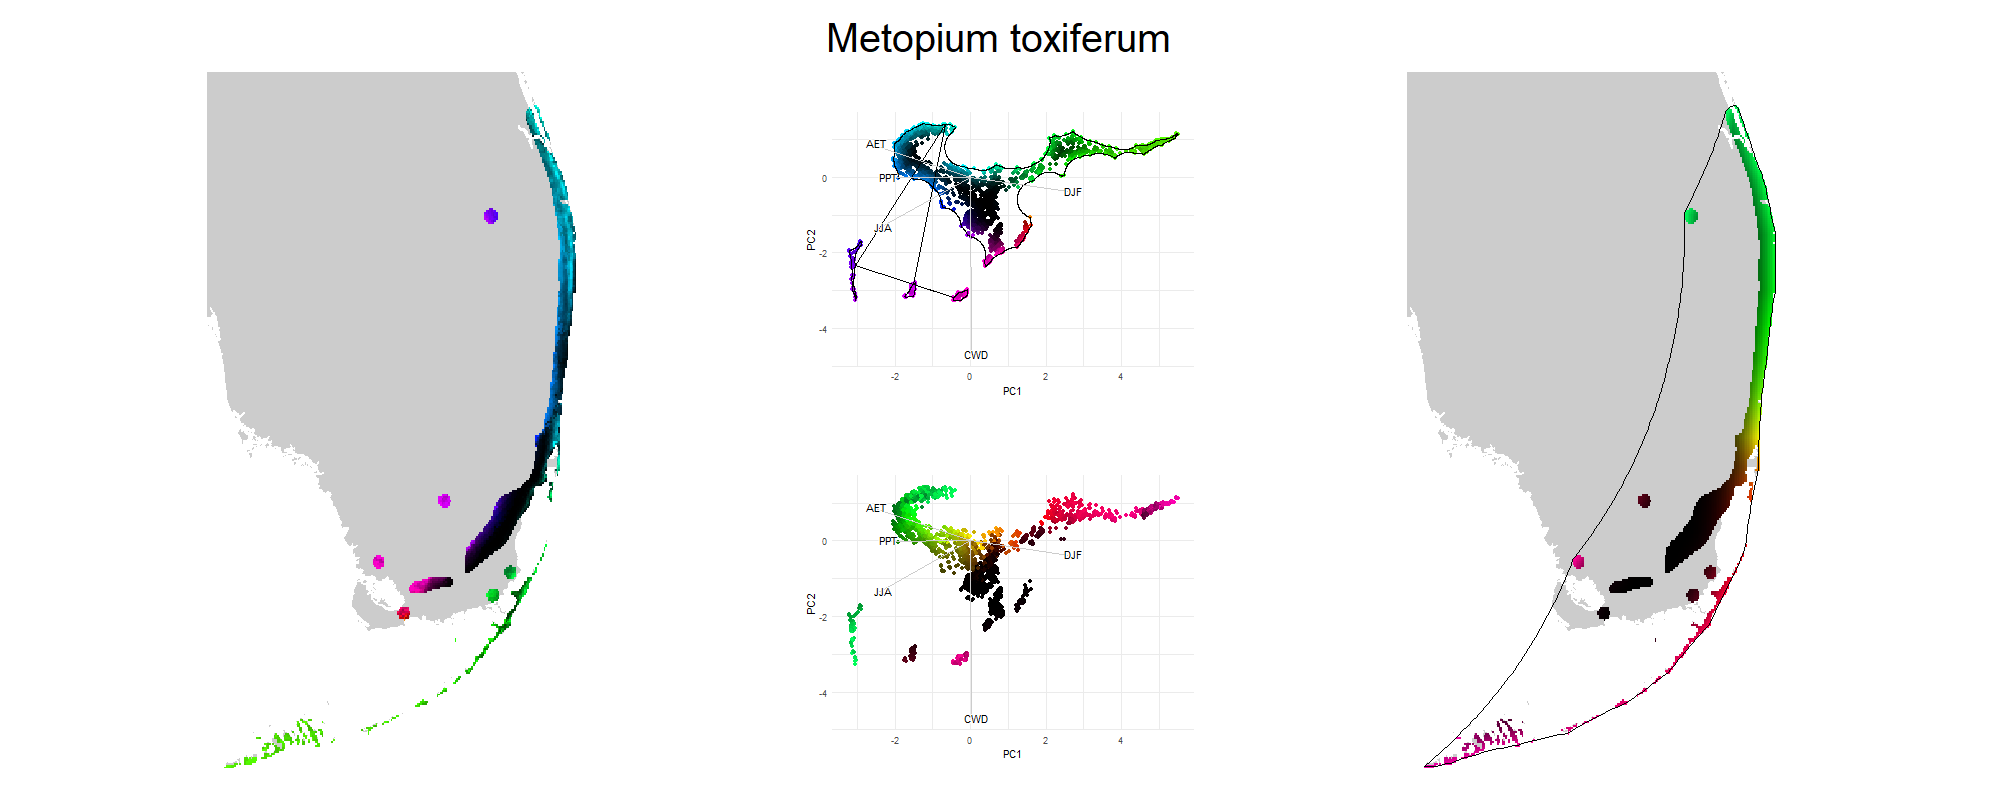 Metopium toxiferum
AET
PPT
DJF
JJA
CWD
0
-2
-4
PC2
-2
0
2
4
PC1
AET
PPT
DJF
JJA
CWD
0
-2
-4
PC2
-2
0
2
4
PC1